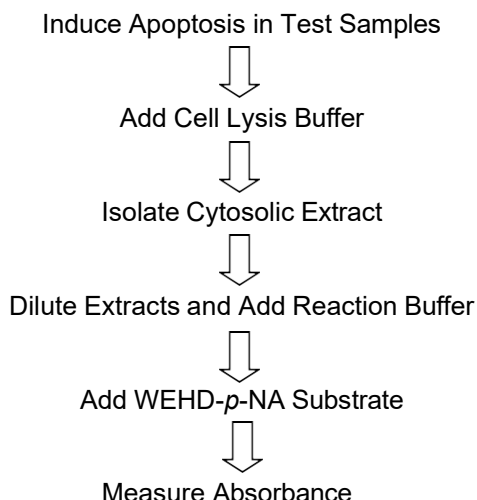 Induce Apoptosis in Test Samples
Add Cell Lysis Buffer
Isolate Cytosolic Extract
Dilute Extracts and Add Reaction Buffer
Add WEHD-p-NA Substrate
Measure Absorbance